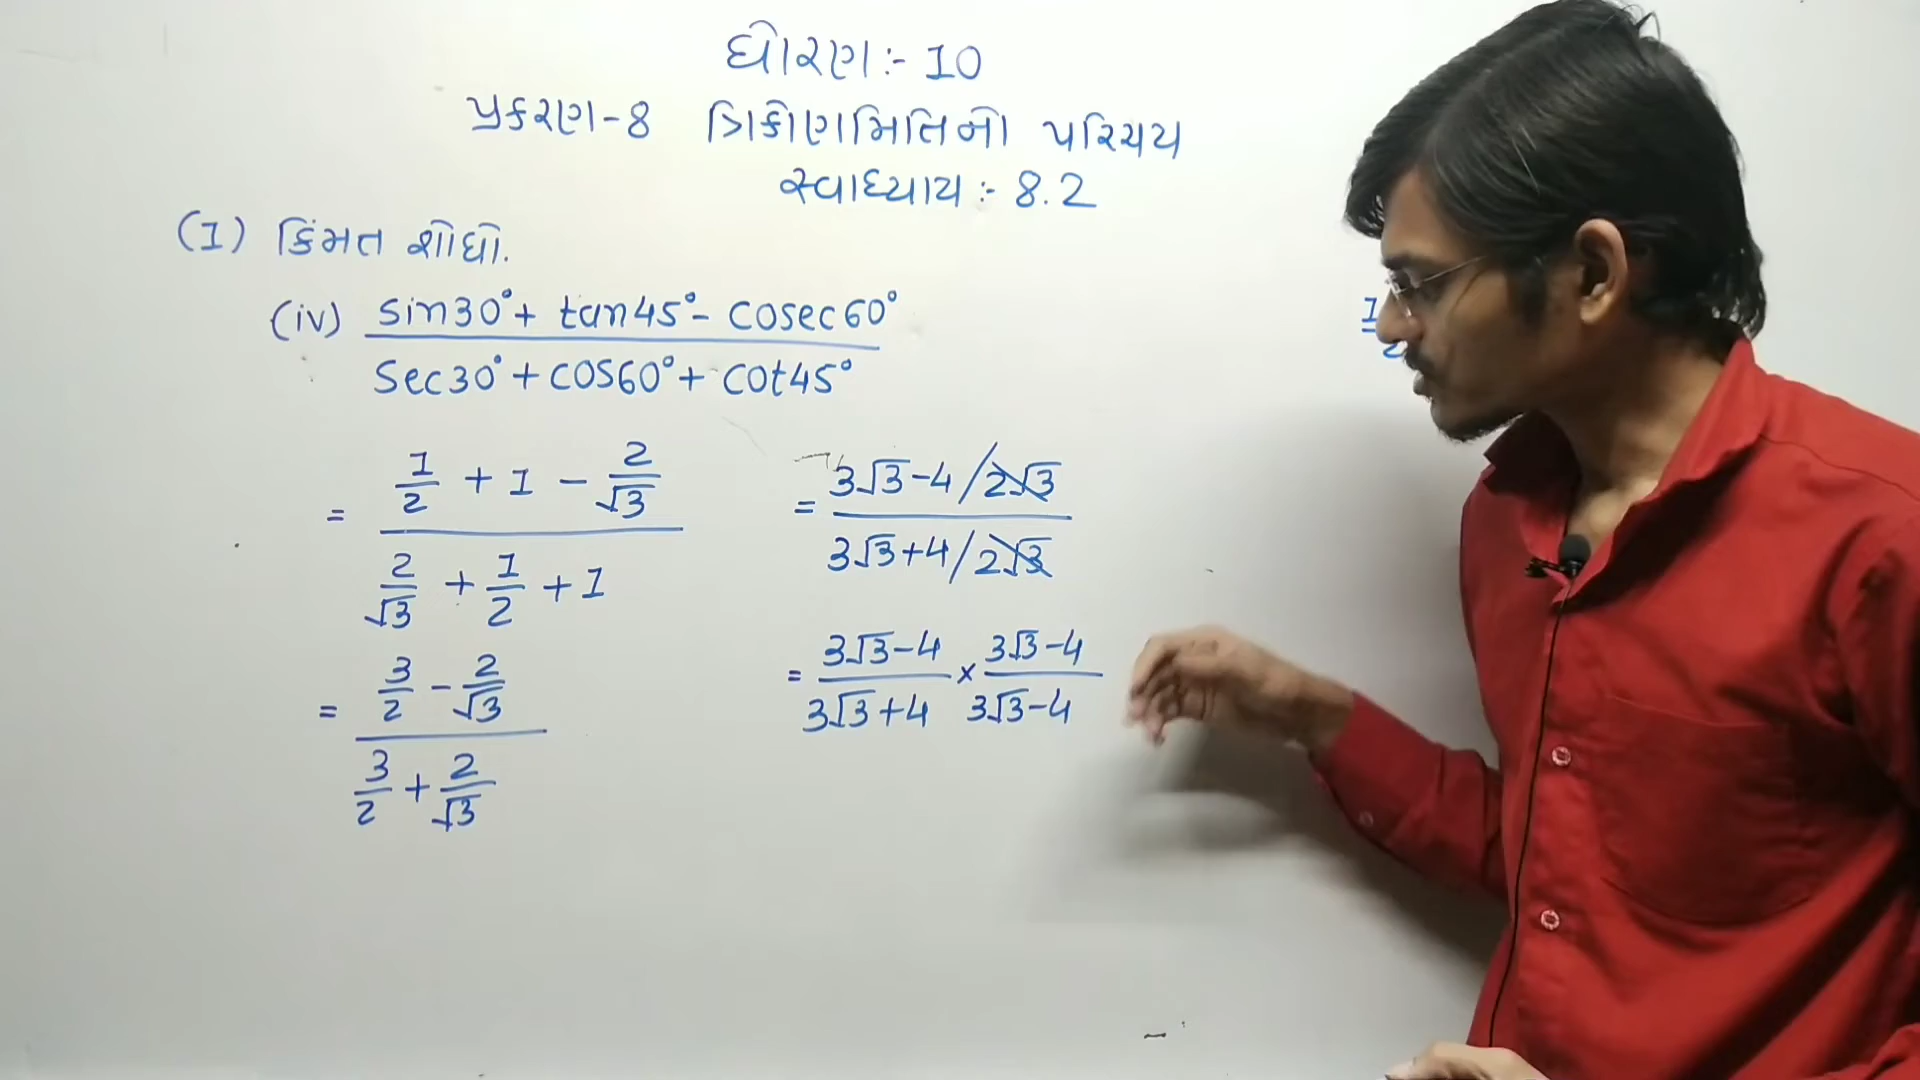 ધોરણ :- 10
પ્રકરણ-8 ત્રિકોણમિતિનો પરિચય
સ્વાધ્યાય :- 8.2
(1) કિંમત શોધો.
(iv) sin30° + tan45° - cosec60°
sec30° + cos60° + cot45°
= 1/2 + 1 - 2/√3
2/√3 + 1/2 + 1
= 3/2 - 2/√3
3/2 + 2/√3
= 3√3-4 / 2√3
3√3+4 / 2√3
= 3√3-4 / 3√3+4 × 3√3-4 / 3√3-4
1/2